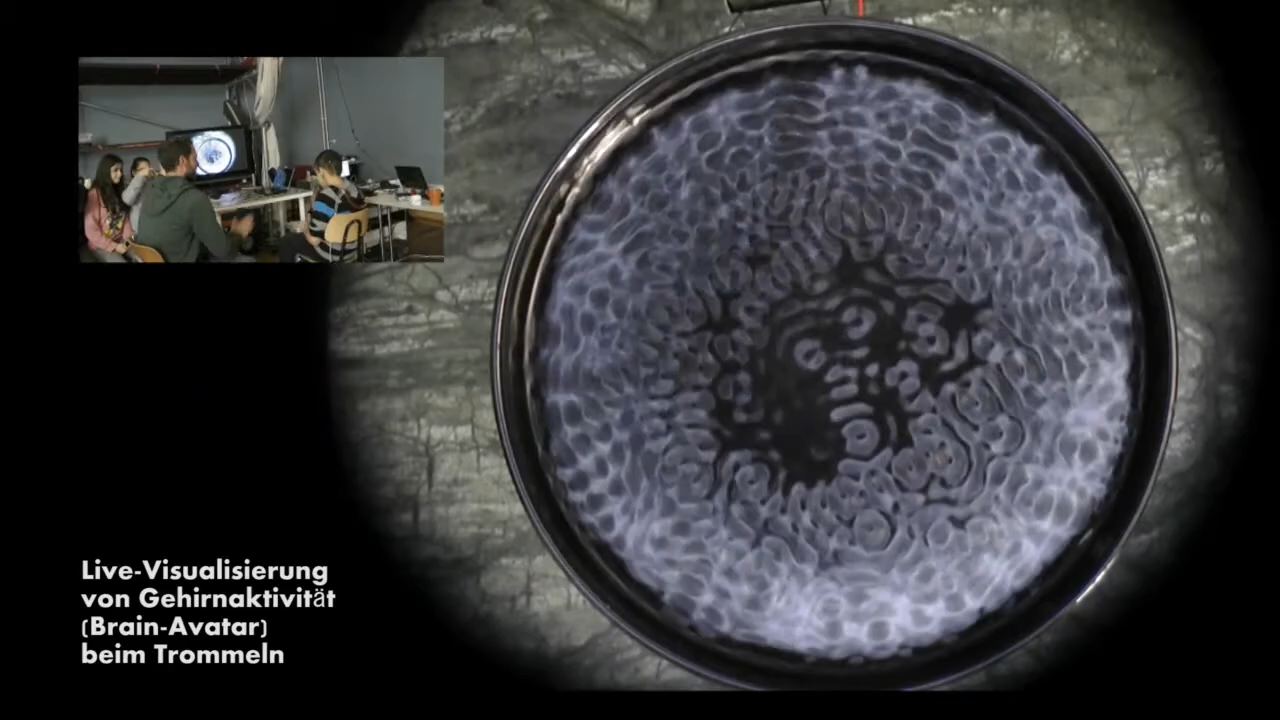 Live-Visualisierung
von Gehirnaktivität
(Brain-Avatar)
beim Trommeln